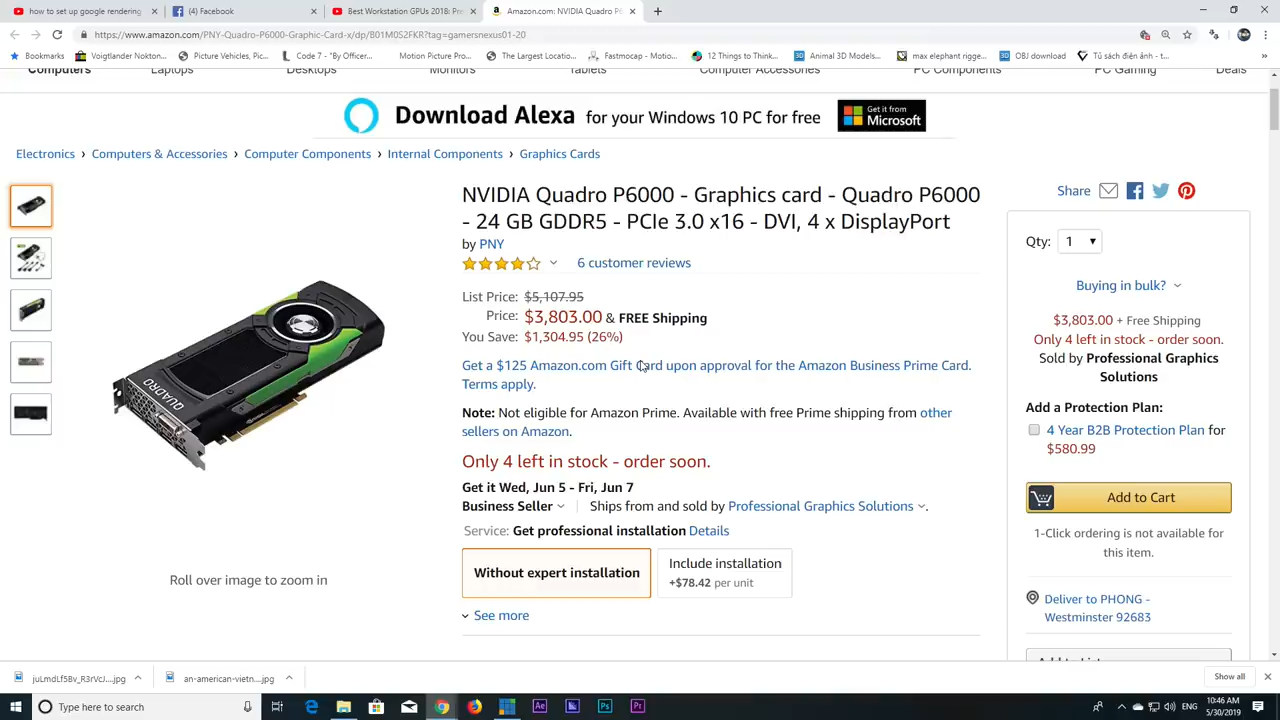 how to set up google rendering
(4) Facebook
Best Workstation GPUs 2018: Pre
Amazon.com: NVIDIA Quadro P6
https://www.amazon.com/PNY-Quadro-P6000-Graphic-Card-x/dp/B01M0S2FKR?tag=gamersnexus01-20
Bookmarks
Voigtlander Nokton...
Picture Vehicles, Pic...
Code 7 - "By Officer...
Motion Picture Pro...
The Largest Locatio...
Fastmocap - Motio...
12 Things to Think...
Animal 3D Models...
max elephant rigge...
OBJ download
Tủ sách điện ảnh - t...
»
Computers
Laptops
Desktops
Monitors
Tablets
Computer Accessories
PC Components
PC Gaming
Deals
Download Alexa for your Windows 10 PC for free
Get it from
Microsoft
Electronics › Computers & Accessories › Computer Components › Internal Components › Graphics Cards
NVIDIA Quadro P6000 - Graphics card - Quadro P6000
- 24 GB GDDR5 - PCIe 3.0 x16 - DVI, 4 x DisplayPort
by PNY
6 customer reviews
List Price: $5,107.95
Price: $3,803.00 & FREE Shipping
You Save: $1,304.95 (26%)
Get a $125 Amazon.com Gift Card upon approval for the Amazon Business Prime Card.
Terms apply.
Note: Not eligible for Amazon Prime. Available with free Prime shipping from other
sellers on Amazon.
Only 4 left in stock - order soon.
Get it Wed, Jun 5 - Fri, Jun 7
Business Seller
Ships from and sold by Professional Graphics Solutions.
Service: Get professional installation Details
Without expert installation
Include installation
+$78.42 per unit
See more
QUADRO
Roll over image to zoom in
Share
Qty: 1
Buying in bulk?
$3,803.00 + Free Shipping
Only 4 left in stock - order soon.
Sold by Professional Graphics
Solutions
Add a Protection Plan:
4 Year B2B Protection Plan for
$580.99
Add to Cart
1-Click ordering is not available for
this item.
Deliver to PHONG -
Westminster 92683
Add to List
juLmdLf5Bv_R3rVcJ....jpg
an-american-vietn...jpg
Show all
Type here to search
Ae
Ps
Pr
ENG
10:46 AM
5/30/2019